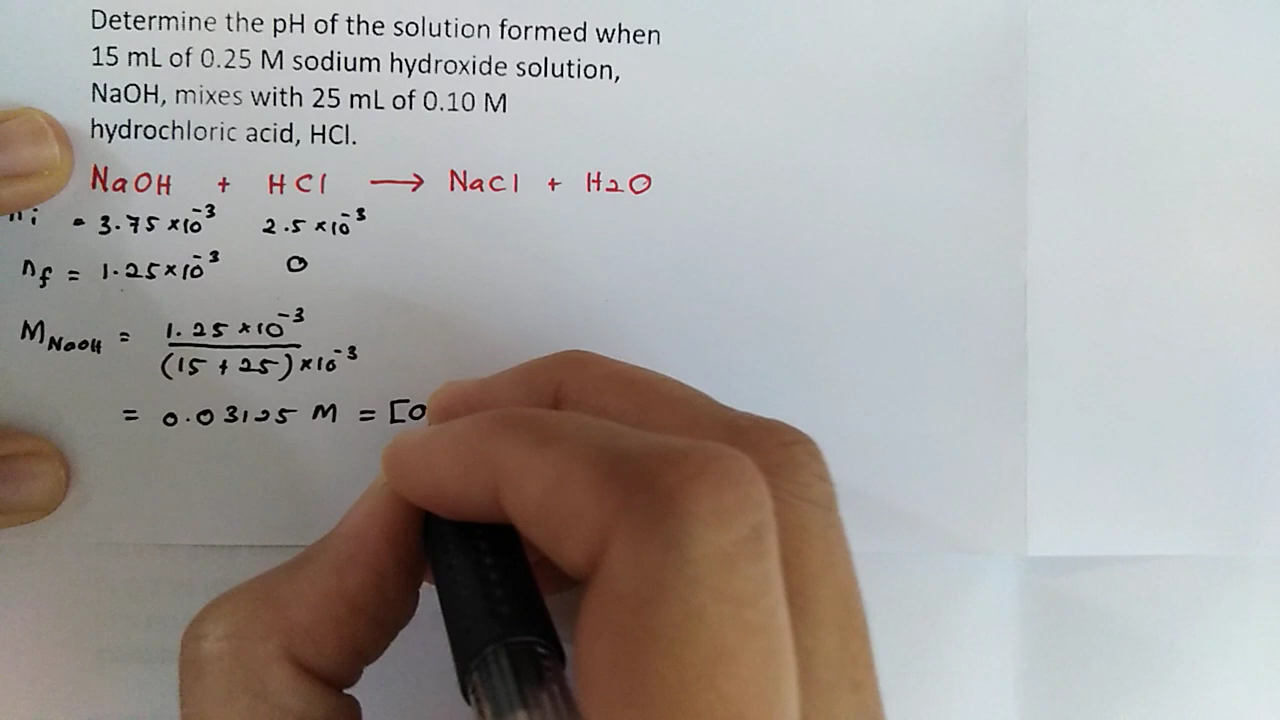 Determine the pH of the solution formed when
15 mL of 0.25 M sodium hydroxide solution,
NaOH, mixes with 25 mL of 0.10 M
hydrochloric acid, HCl.
NaOH + HCl → NaCl + H2O
ni = 3.75 × 10⁻³ 2.5 × 10⁻³
nf = 1.25 × 10⁻³ 0
MNaOH = 1.25 × 10⁻³
(15 + 25) × 10⁻³
= 0.03125 M = [O